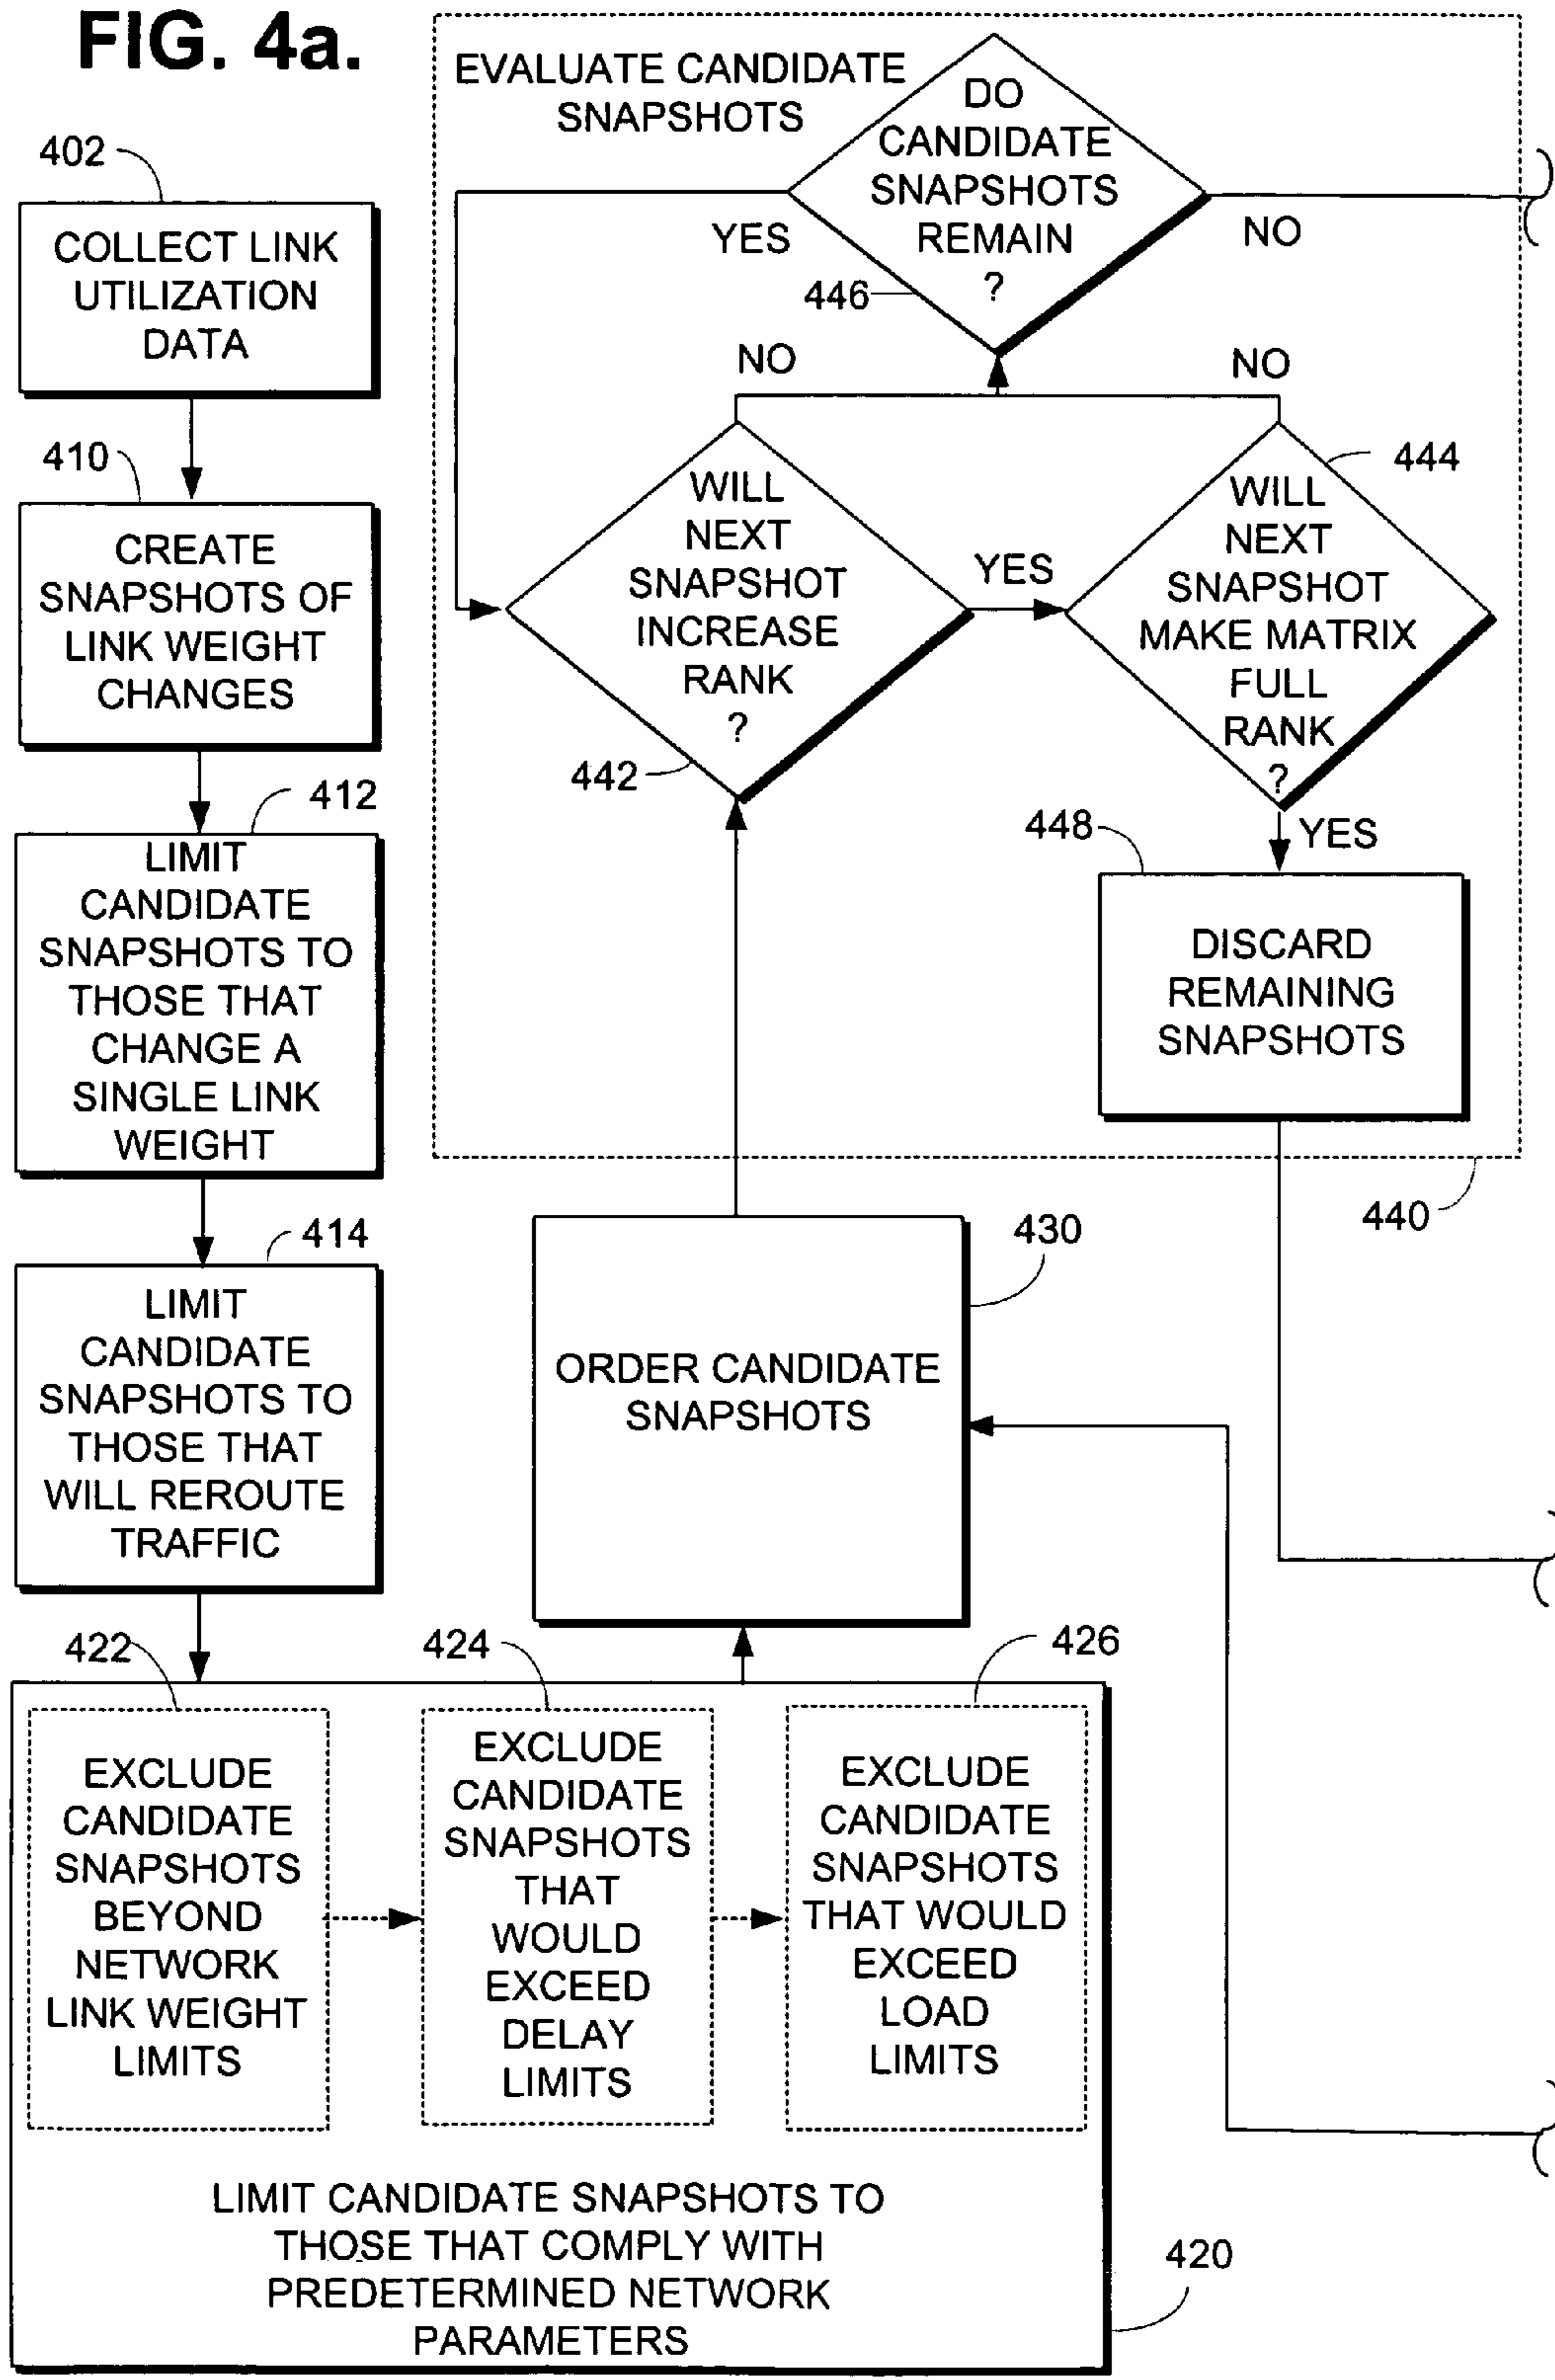 FIG. 4a.
402
COLLECT LINK
UTILIZATION
DATA
410
CREATE
SNAPSHOTS OF
LINK WEIGHT
CHANGES
412
LIMIT
CANDIDATE
SNAPSHOTS TO
THOSE THAT
CHANGE A
SINGLE LINK
WEIGHT
414
LIMIT
CANDIDATE
SNAPSHOTS TO
THOSE THAT
WILL REROUTE
TRAFFIC
422
EXCLUDE
CANDIDATE
SNAPSHOTS
BEYOND
NETWORK
LINK WEIGHT
LIMITS
424
EXCLUDE
CANDIDATE
SNAPSHOTS
THAT
WOULD
EXCEED
DELAY
LIMITS
426
EXCLUDE
CANDIDATE
SNAPSHOTS
THAT WOULD
EXCEED
LOAD
LIMITS
LIMIT CANDIDATE SNAPSHOTS TO
THOSE THAT COMPLY WITH
PREDETERMINED NETWORK
PARAMETERS
420
430
ORDER CANDIDATE
SNAPSHOTS
EVALUATE CANDIDATE
SNAPSHOTS
DO
CANDIDATE
SNAPSHOTS
REMAIN
?
YES
NO
446
NO
NO
WILL
NEXT
SNAPSHOT
INCREASE
RANK
?
442
YES
444
WILL
NEXT
SNAPSHOT
MAKE MATRIX
FULL
RANK
?
YES
448
DISCARD
REMAINING
SNAPSHOTS
440